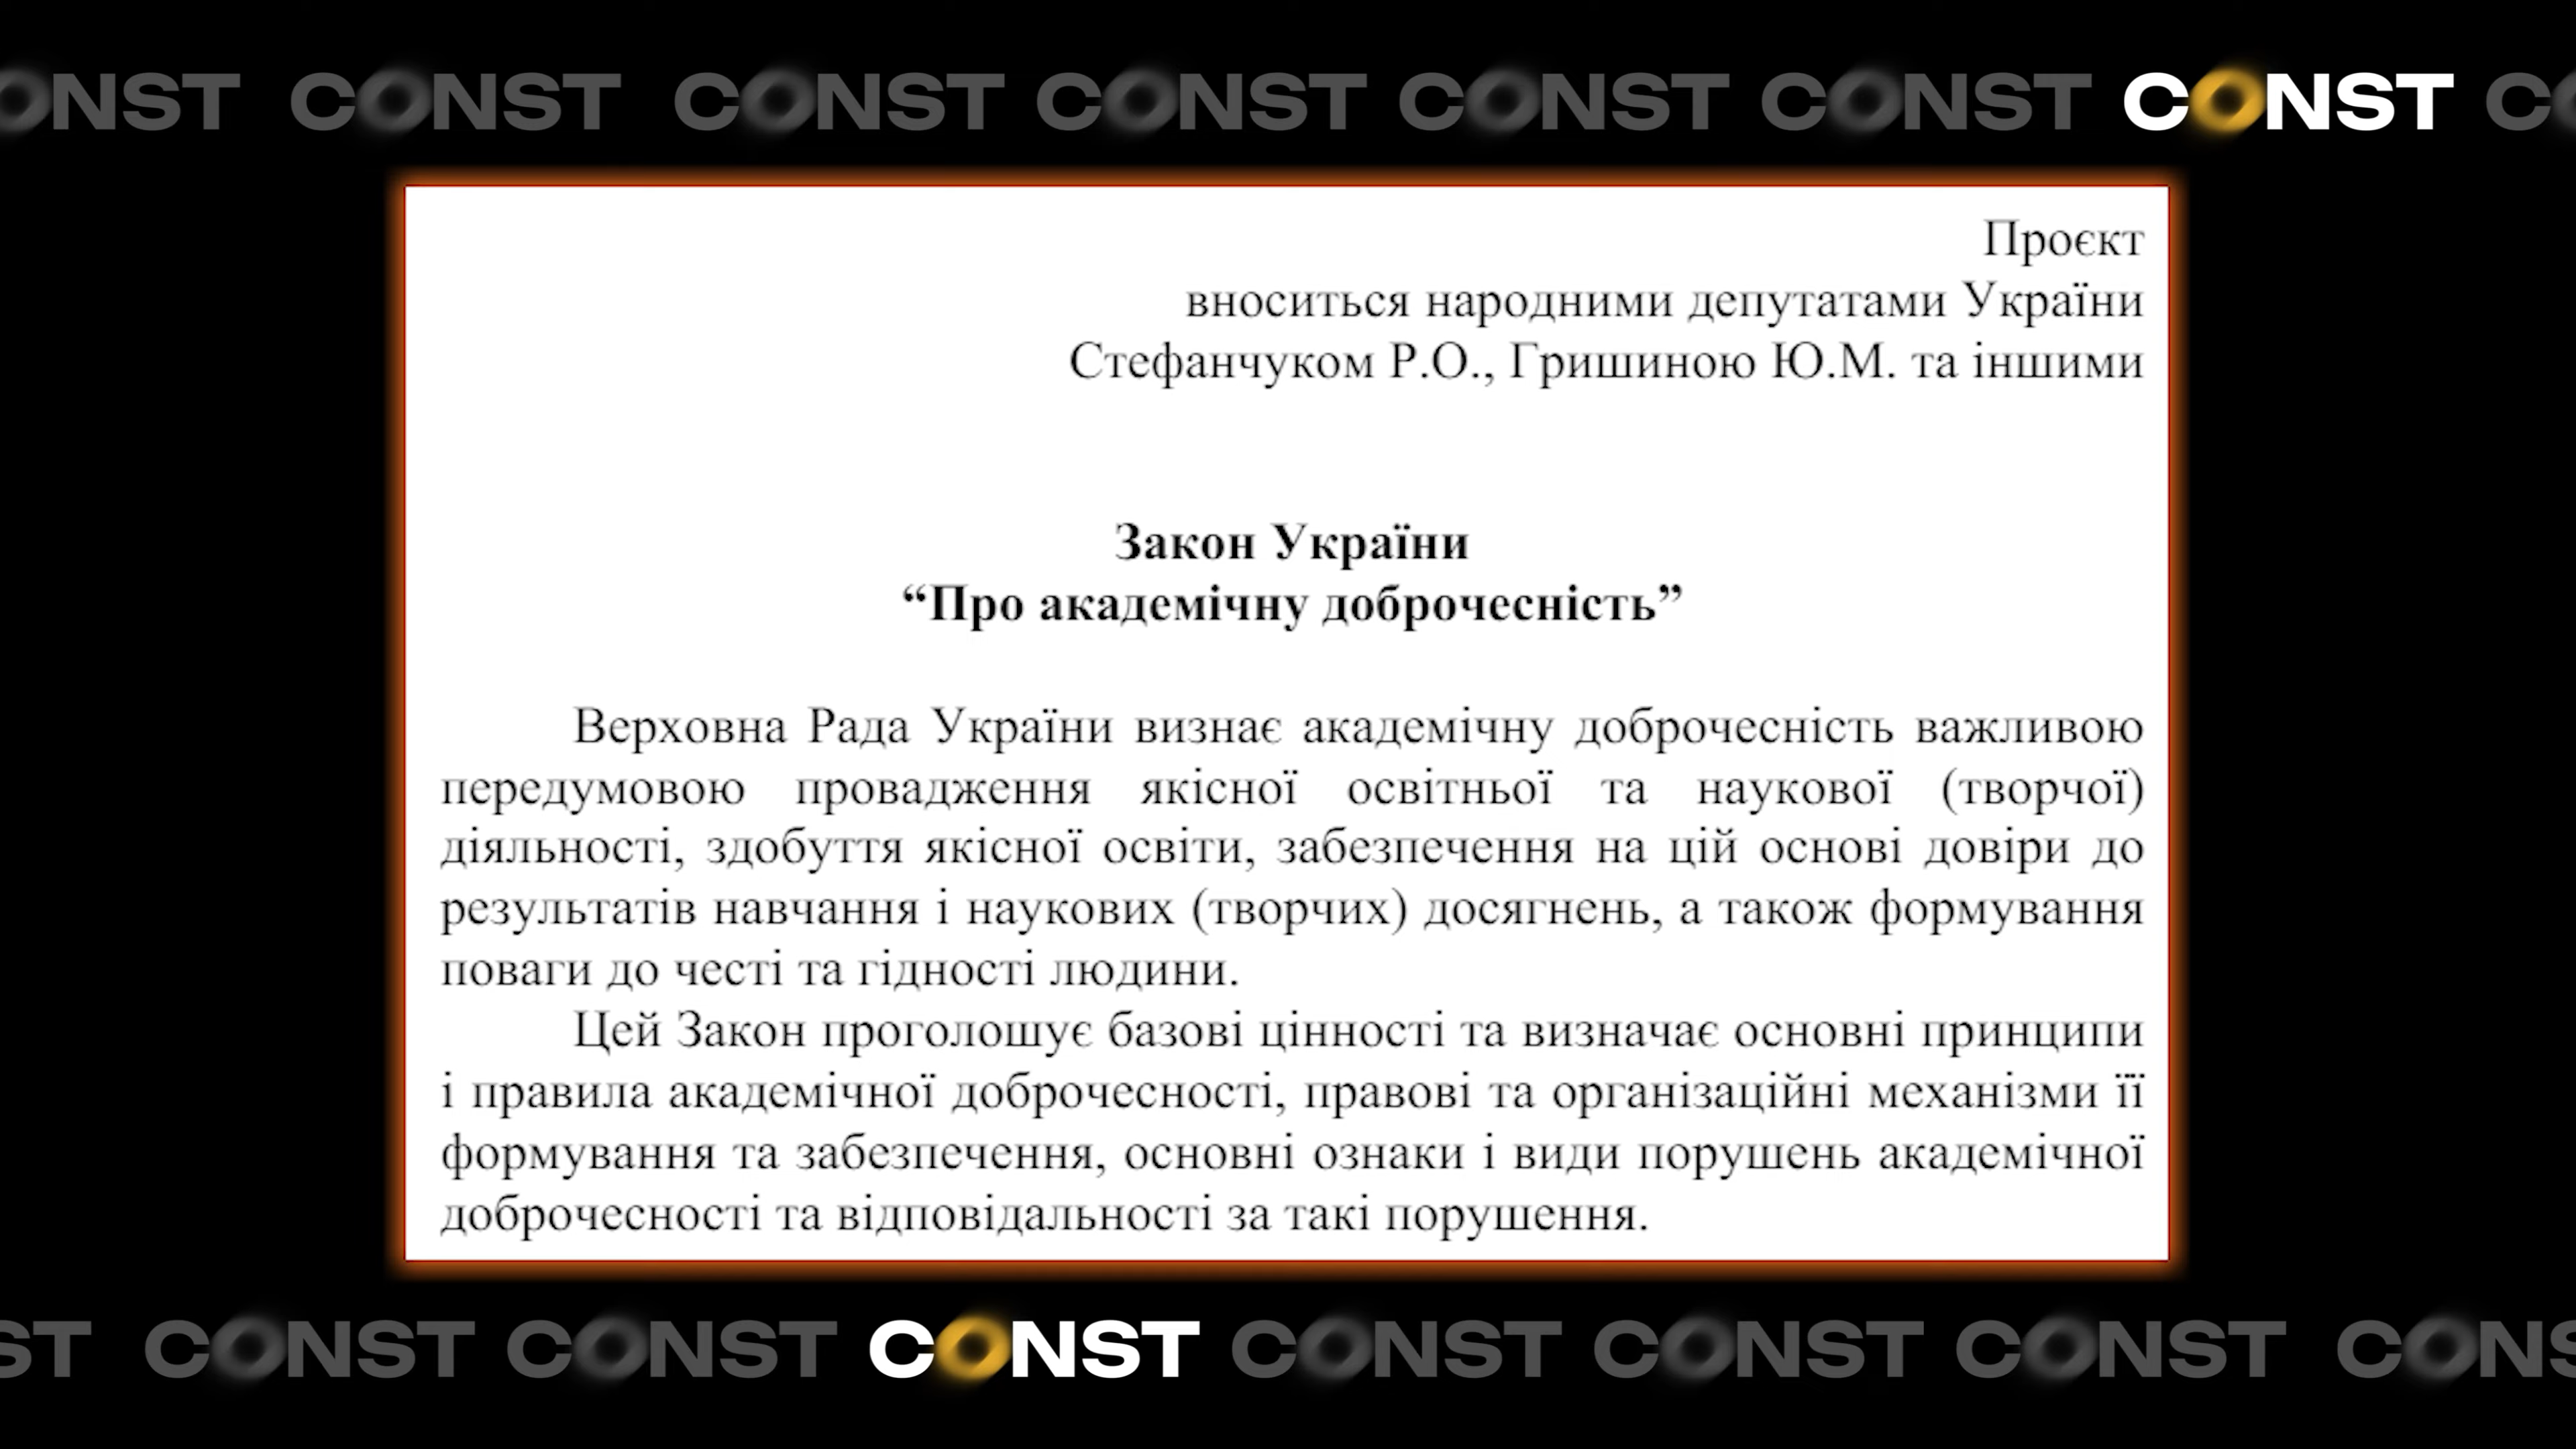 ONST CONST CONST CONST CONST CONST CONST C
Проєкт
вноситься народними депутатами України
Стефанчуком Р.О., Гришиною Ю.М. та іншими
Закон України
“Про академічну доброчесність”
Верховна Рада України визнає академічну доброчесність важливою
передумовою провадження якісної освітньої та наукової (творчої)
діяльності, здобуття якісної освіти, забезпечення на цій основі довіри до
результатів навчання і наукових (творчих) досягнень, а також формування
поваги до честі та гідності людини.
Цей Закон проголошує базові цінності та визначає основні принципи
і правила академічної доброчесності, правові та організаційні механізми її
формування та забезпечення, основні ознаки і види порушень академічної
доброчесності та відповідальності за такі порушення.
ST CONST CONST CONST CONST CONST CONST CONS